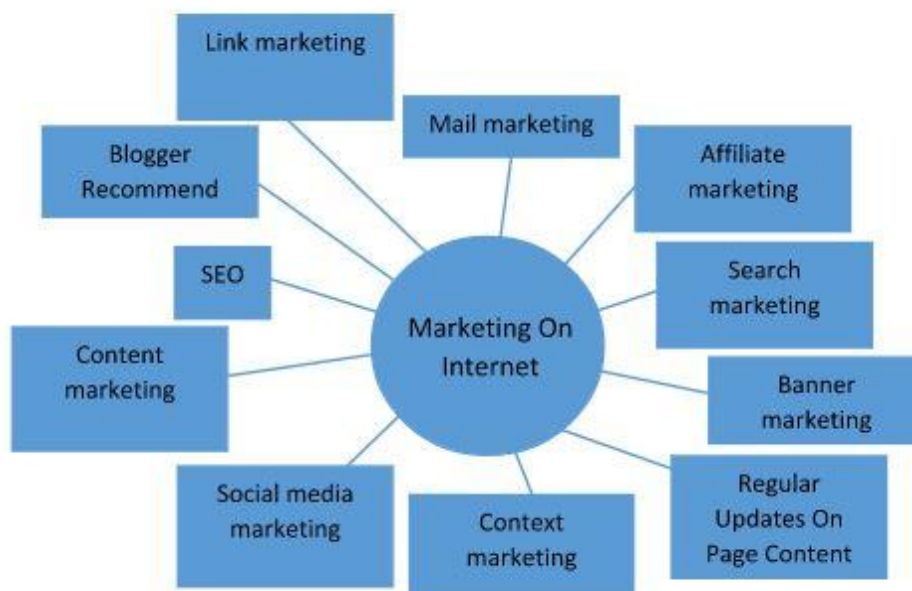 Link marketing
Mail marketing
Blogger
Recommend
Affiliate
marketing
SEO
Search
marketing
Marketing On
Internet
Content
marketing
Banner
marketing
Social media
marketing
Context
marketing
Regular
Updates On
Page Content